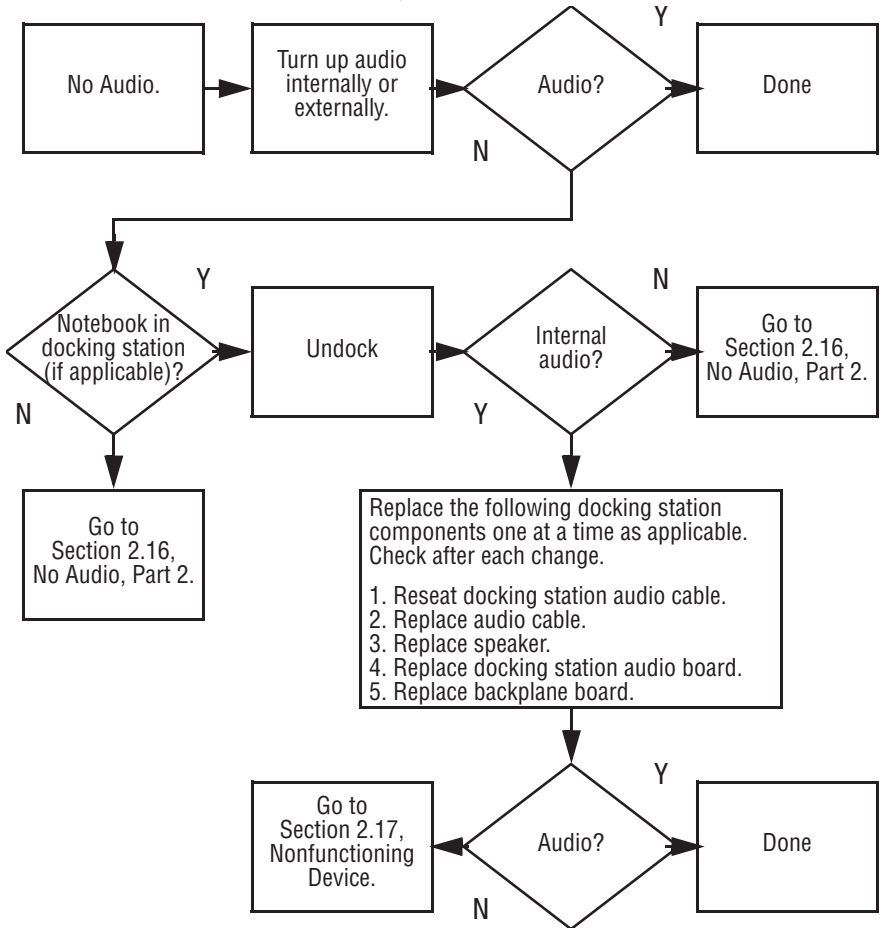 Y
No Audio.
Turn up audio
internally or
externally.
Audio?
Done
N
Y
N
Notebook in
docking station
(if applicable)?
Undock
Internal
audio?
Go to
Section 2.16,
No Audio, Part 2.
N
Y
Go to
Section 2.16,
No Audio, Part 2.
Replace the following docking station
components one at a time as applicable.
Check after each change.
1. Reseat docking station audio cable.
2. Replace audio cable.
3. Replace speaker.
4. Replace docking station audio board.
5. Replace backplane board.
Y
Go to
Section 2.17,
Nonfunctioning
Device.
Audio?
Done
N